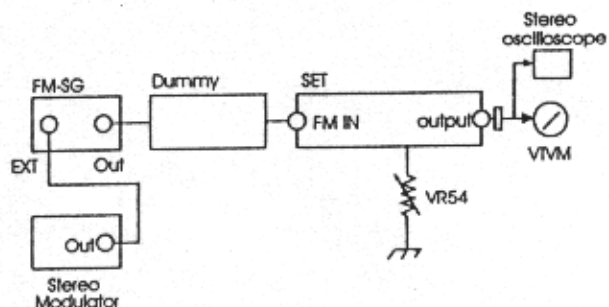 Stereo
oscilloscope
FM-SG
Dummy
SET
FM IN
output
EXT
Out
VTVM
VR54
Out
Stereo
Modulator